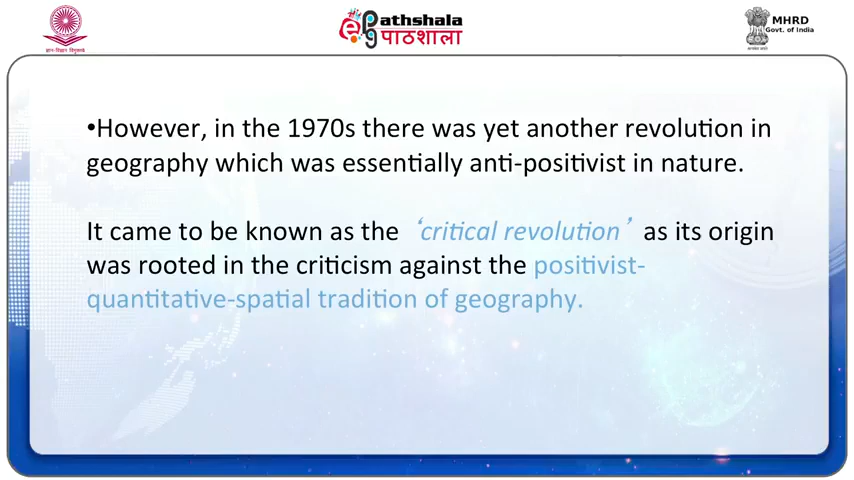 ज्ञान-विज्ञान विमुक्तये
ePathshala
पाठशाला
MHRD
Govt. of India
•However, in the 1970s there was yet another revolution in
geography which was essentially anti-positivist in nature.
It came to be known as the ‘critical revolution’ as its origin
was rooted in the criticism against the positivist-
quantitative-spatial tradition of geography.